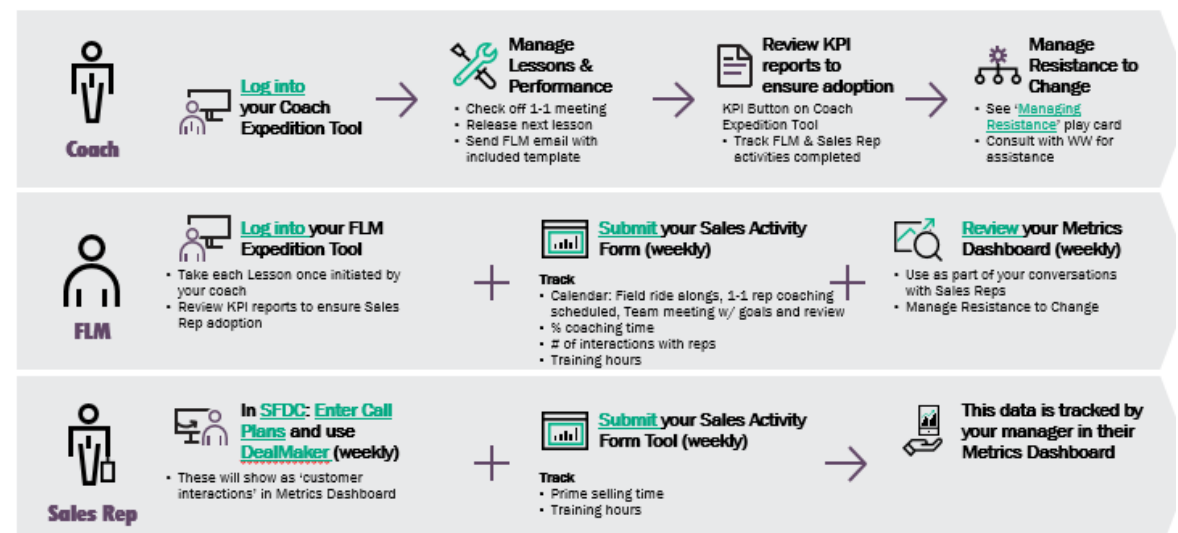 Coach
Log into
your Coach
Expedition Tool
Manage
Lessons &
Performance
• Check off 1-1 meeting
• Release next lesson
• Send FLM email with
included template
Review KPI
reports to
ensure adoption
KPI Button on Coach
Expedition Tool
• Track FLM & Sales Rep
activities completed
Manage
Resistance to
Change
• See ‘Managing
Resistance’ play card
• Consult with WW for
assistance
FLM
Log into your FLM
Expedition Tool
• Take each Lesson once initiated by
your coach
• Review KPI reports to ensure Sales
Rep adoption
Submit your Sales Activity
Form (weekly)
Track
• Calendar: Field ride alongs, 1-1 rep coaching
scheduled, Team meeting w/ goals and review
• % coaching time
• # of interactions with reps
• Training hours
Review your Metrics
Dashboard (weekly)
• Use as part of your conversations
with Sales Reps
• Manage Resistance to Change
Sales Rep
In SFDC: Enter Call
Plans and use
DealMaker (weekly)
• These will show as ‘customer
interactions’ in Metrics Dashboard
Submit your Sales Activity
Form Tool (weekly)
Track
• Prime selling time
• Training hours
This data is tracked by
your manager in their
Metrics Dashboard